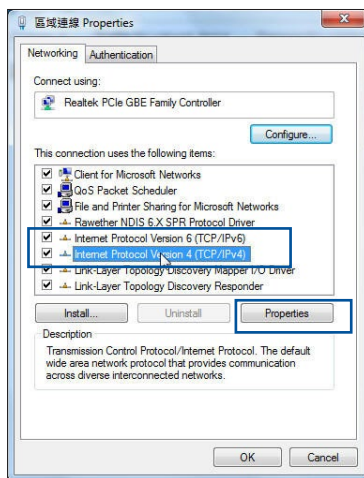 區域連線 Properties
Networking
Authentication
Connect using:
Realtek PCIe GBE Family Controller
Configure...
This connection uses the following items:
Client for Microsoft Networks
QoS Packet Scheduler
File and Printer Sharing for Microsoft Networks
Rawether NDIS 6.X SPR Protocol Driver
Internet Protocol Version 6 (TCP/IPv6)
Internet Protocol Version 4 (TCP/IPv4)
Link-Layer Topology Discovery Mapper I/O Driver
Link-Layer Topology Discovery Responder
Install...
Uninstall
Properties
Description
Transmission Control Protocol/Internet Protocol. The default
wide area network protocol that provides communication
across diverse interconnected networks.
OK
Cancel